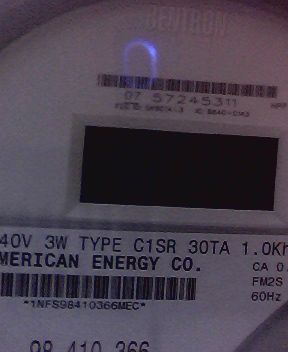 CENTRON
07 57245311
40V 3W TYPE C1SR 30TA 1.0Kh
MERICAN ENERGY CO.
CA 0.
FM2S
60Hz
*1NFS98410366MEC*
98 410 366